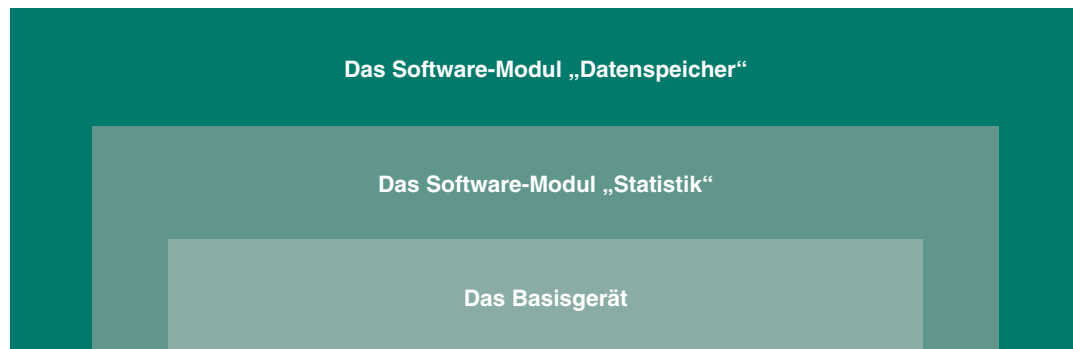 Das Software-Modul „Datenspeicher“
Das Software-Modul „Statistik“
Das Basisgerät